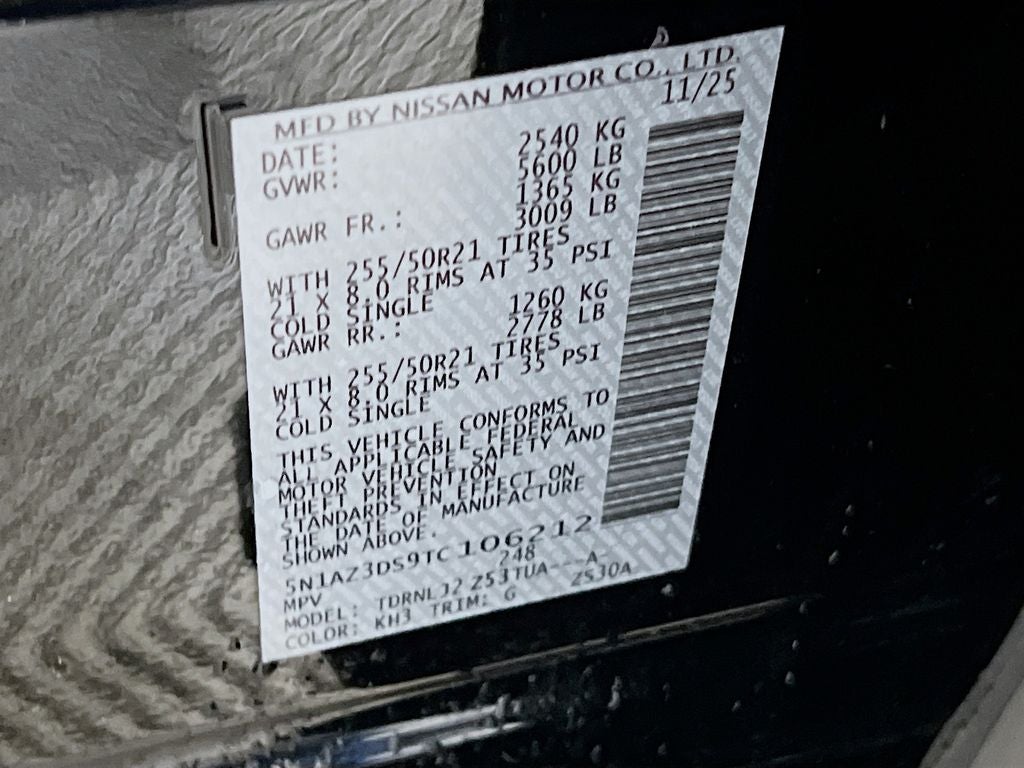 MFD BY NISSAN MOTOR CO., LTD.
DATE: 11/25
GVWR: 2540 KG
5600 LB
GAWR FR.: 1365 KG
3009 LB
WITH 255/50R21 TIRES
21 X 8.0 RIMS AT 35 PSI
COLD SINGLE
GAWR RR.: 1260 KG
2778 LB
WITH 255/50R21 TIRES
21 X 8.0 RIMS AT 35 PSI
COLD SINGLE
THIS VEHICLE CONFORMS TO
ALL APPLICABLE FEDERAL
MOTOR VEHICLE SAFETY AND
THEFT PREVENTION
STANDARDS IN EFFECT ON
THE DATE OF MANUFACTURE
SHOWN ABOVE.
5N1AZ3DS9TC106212
MPV 248
MODEL: TDRNLJ2 Z53TUA---A-
COLOR: KH3 TRIM: G ZS30A